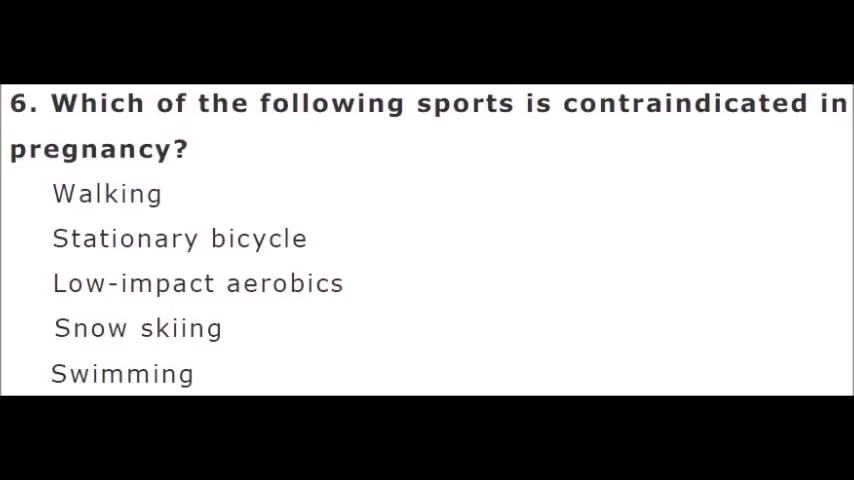 6. Which of the following sports is contraindicated in
pregnancy?
Walking
Stationary bicycle
Low-impact aerobics
Snow skiing
Swimming